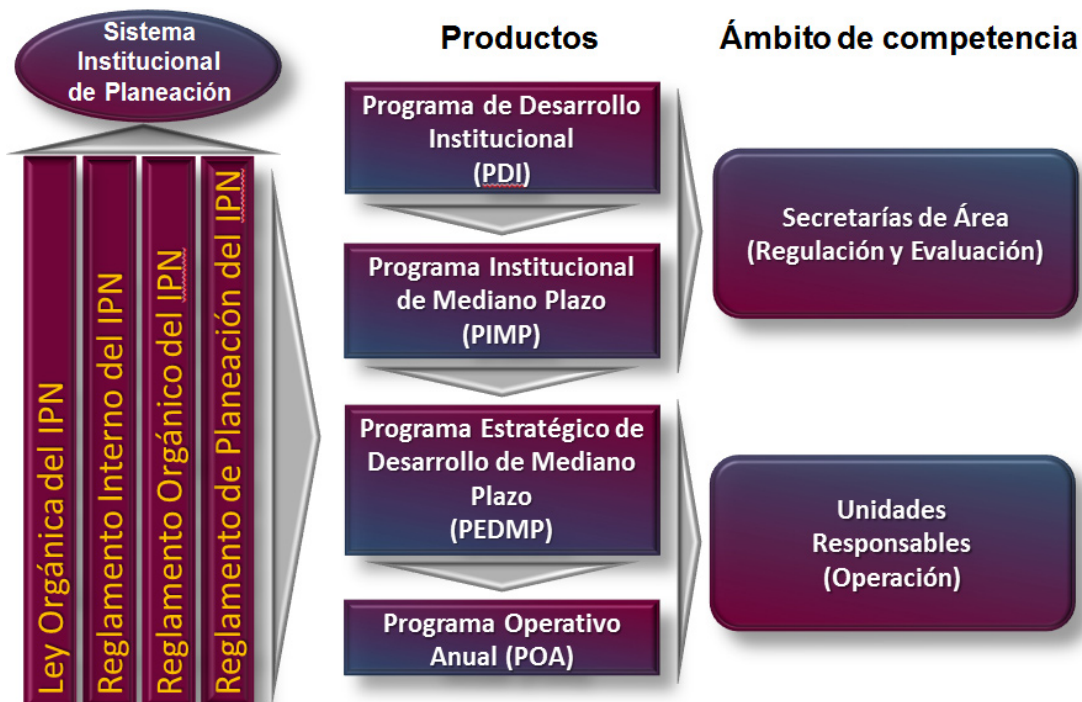 Sistema
Institucional
de Planeación
Ley Orgánica del IPN
Reglamento Interno del IPN
Reglamento Orgánico del IPN
Reglamento de Planeación del IPN
Productos
Programa de Desarrollo
Institucional
(PDI)
Programa Institucional
de Mediano Plazo
(PIMP)
Programa Estratégico de
Desarrollo de Mediano
Plazo
(PEDMP)
Programa Operativo
Anual (POA)
Ámbito de competencia
Secretarías de Área
(Regulación y Evaluación)
Unidades
Responsables
(Operación)